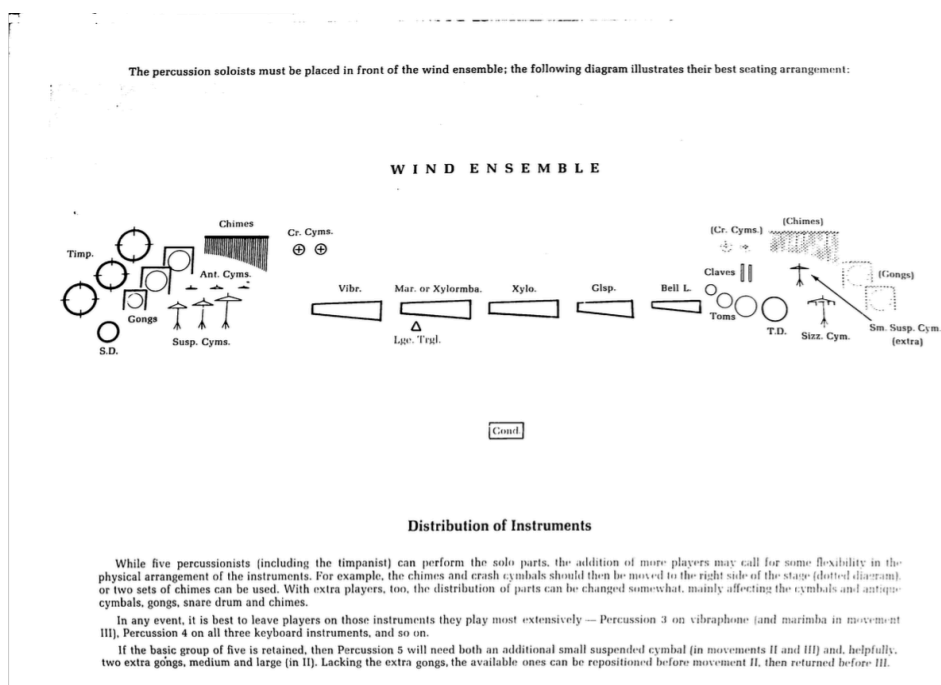 The percussion soloists must be placed in front of the wind ensemble; the following diagram illustrates their best seating arrangement:
WIND ENSEMBLE
Chimes
(Chimes)
Cr. Cyms.
(Cr. Cyms.)
Timp.
Ant. Cyms.
Claves
(Gongs)
Vibr.
Mar. or Xylormba.
Xylo.
Glsp.
Bell L.
Gongs
Toms
Susp. Cyms.
T.D.
Sizz. Cym.
Sm. Susp. Cym.
(extra)
S.D.
Lge. Trgl.
Cond.
Distribution of Instruments
While five percussionists (including the timpanist) can perform the solo parts, the addition of more players may call for some flexibility in the
physical arrangement of the instruments. For example, the chimes and crash cymbals should then be moved to the right side of the stage (dotted diagram),
or two sets of chimes can be used. With extra players, too, the distribution of parts can be changed somewhat, mainly affecting the cymbals and antique
cymbals, gongs, snare drum and chimes.
In any event, it is best to leave players on those instruments they play most extensively — Percussion 3 on vibraphone (and marimba in movement
III), Percussion 4 on all three keyboard instruments, and so on.
If the basic group of five is retained, then Percussion 5 will need both an additional small suspended cymbal (in movements II and III) and, helpfully,
two extra gongs, medium and large (in II). Lacking the extra gongs, the available ones can be repositioned before movement II, then returned before III.